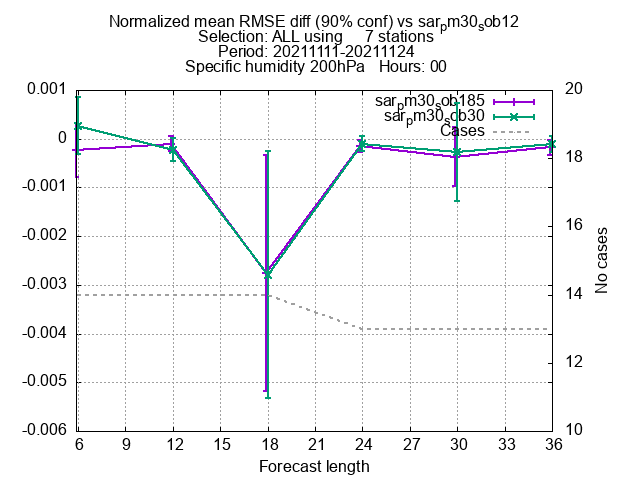 Normalized mean RMSE diff (90% conf) vs sarpm30sob12
Selection: ALL using 7 stations
Period: 20211111-20211124
Specific humidity 200hPa Hours: 00
sarpm30sob185
sarpm30sob30
Cases
0.001
0
-0.001
-0.002
-0.003
-0.004
-0.005
-0.006
20
18
16
14
12
10
No cases
6 9 12 15 18 21 24 27 30 33 36
Forecast length